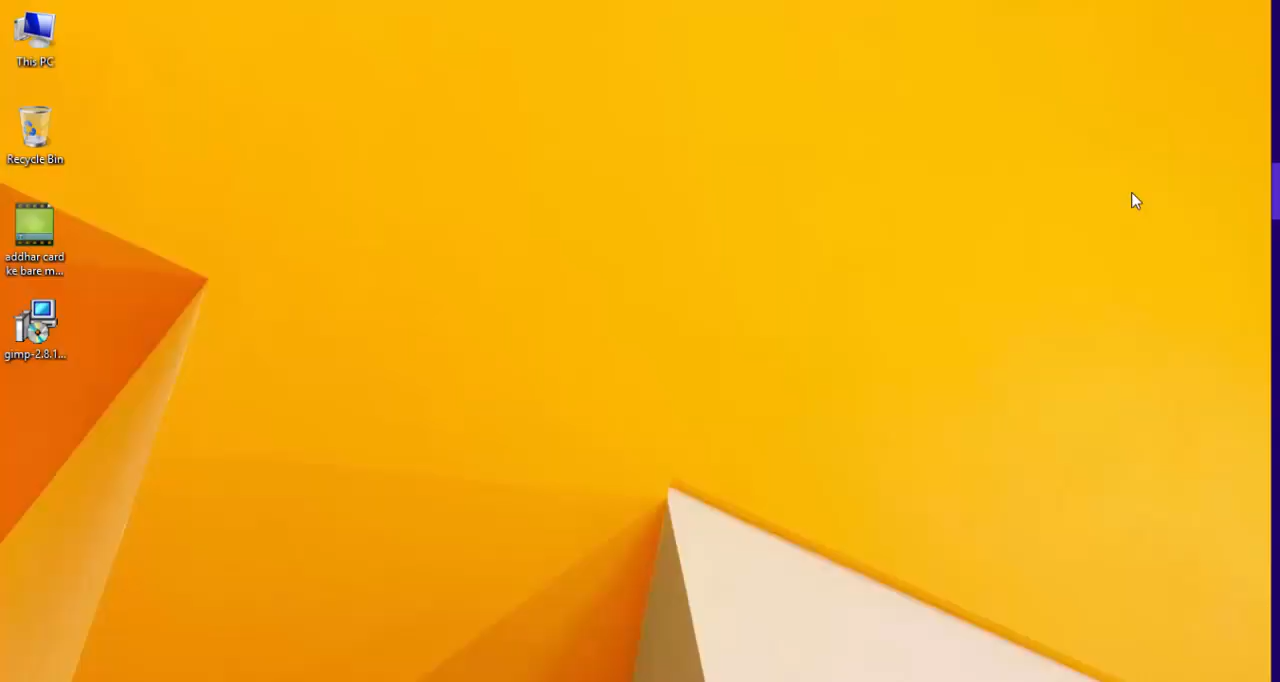 This PC
Recycle Bin
addhar card
ke bare m...
gimp-2.8.1...